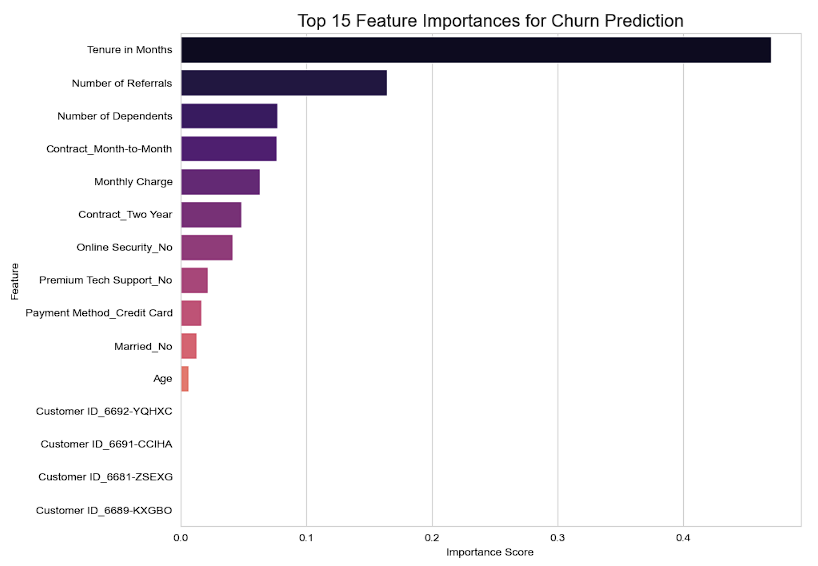 Top 15 Feature Importances for Churn Prediction
Tenure in Months
Number of Referrals
Number of Dependents
Contract_Month-to-Month
Monthly Charge
Contract_Two Year
Online Security_No
Premium Tech Support_No
Payment Method_Credit Card
Married_No
Age
Customer ID_6692-YQHXC
Customer ID_6691-CCIHA
Customer ID_6681-ZSEXG
Customer ID_6689-KXGBO
Feature
0.0 0.1 0.2 0.3 0.4
Importance Score